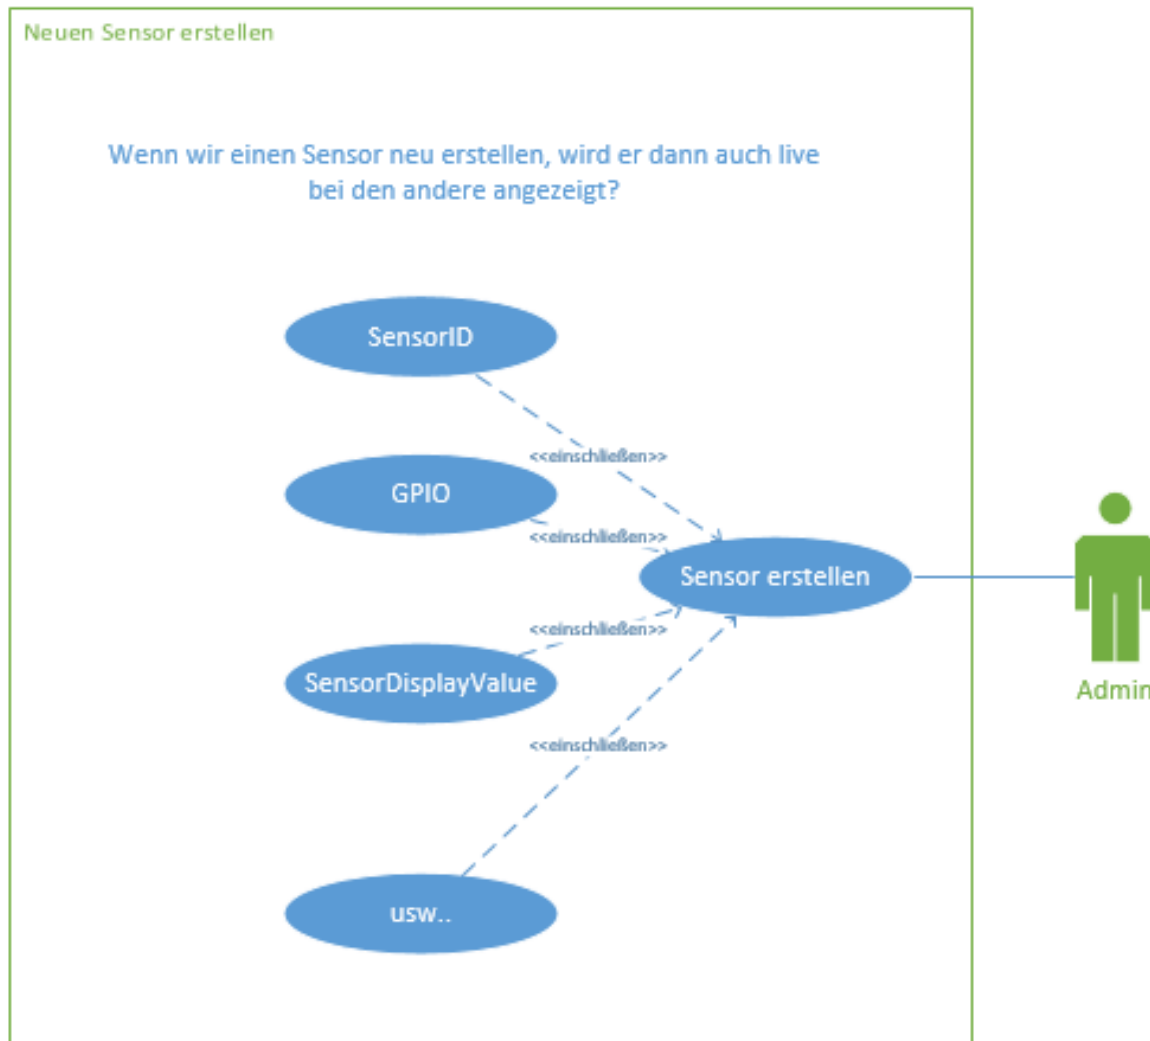 Neuen Sensor erstellen
Wenn wir einen Sensor neu erstellen, wird er dann auch live
bei den andere angezeigt?
SensorID
<<einschließen>>
GPIO
<<einschließen>>
Sensor erstellen
<<einschließen>>
SensorDisplayValue
Admin
<<einschließen>>
usw..